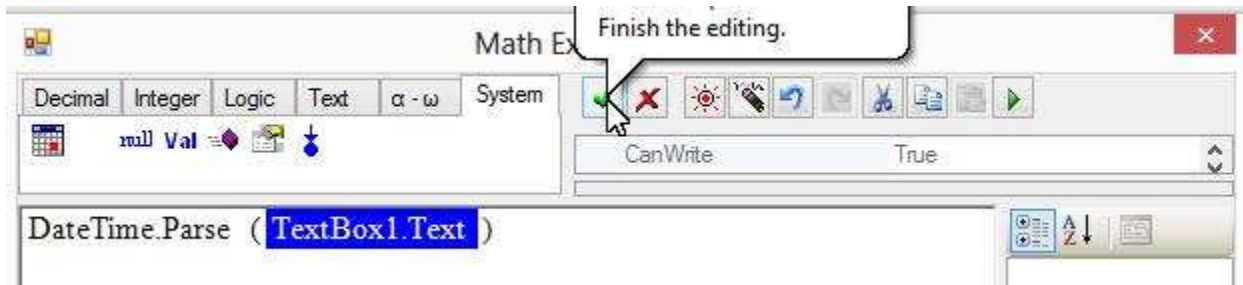 Math Ex
Finish the editing.
Decimal Integer Logic Text α - ω System
null Val
CanWrite True
DateTime.Parse ( TextBox1.Text )
A
Z